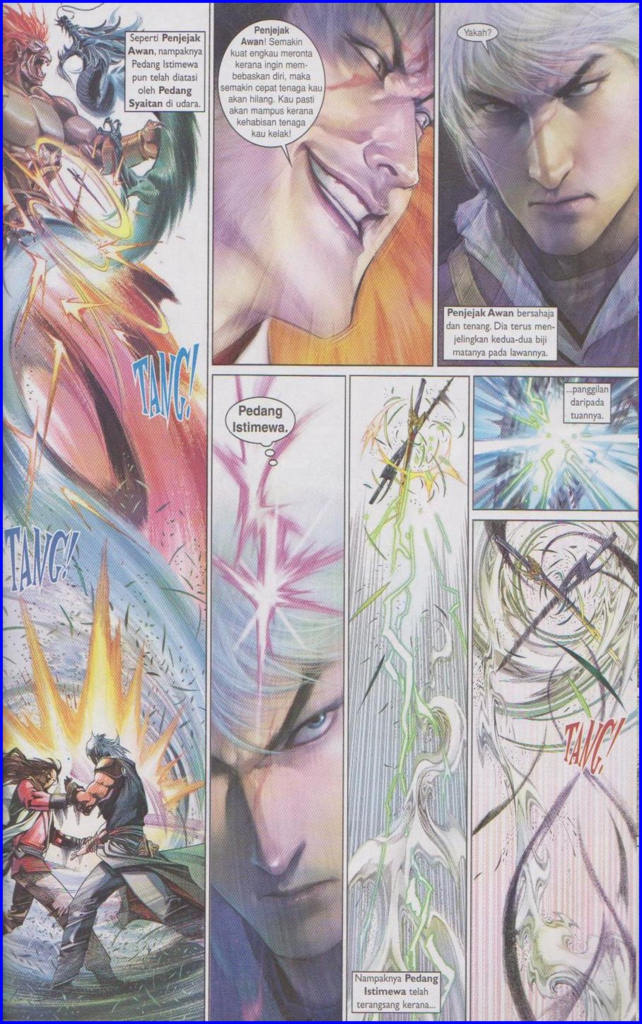 Seperti Penjejak
Awan, nampaknya
Pedang Istimewa
pun telah diatasi
oleh Pedang
Syaitan di udara.
TANG!
TANG!
Penjejak
Awan! Semakin
kuat engkau meronta
kerana ingin mem-
bebaskan diri, maka
semakin cepat tenaga kau
akan hilang. Kau pasti
akan mampus kerana
kehabisan tenaga
kau kelak!
Yakah?
Penjejak Awan bersahaja
dan tenang. Dia terus men-
jelingkan kedua-dua biji
matanya pada lawannya.
Pedang
Istimewa.
Nampaknya Pedang
Istimewa telah
terangsang kerana...
...panggilan
daripada
tuannya.
TANG!